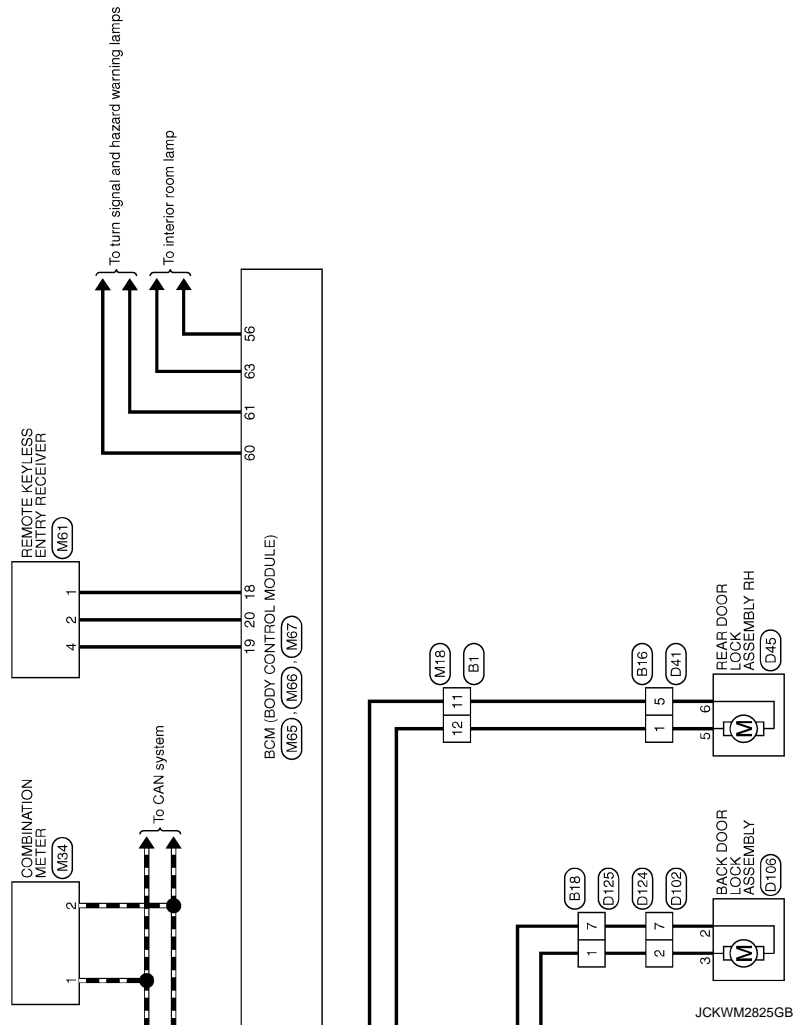 To turn signal and hazard warning lamps
To interior room lamp
56
63
61
60
REMOTE KEYLESS
ENTRY RECEIVER
M61
1
2
4
18
20
19
BCM (BODY CONTROL MODULE)
M65 , M66 , M67
COMBINATION
METER
M34
2
1
To CAN system
M18
B1
11
12
B16
D41
5
1
6
5
M
REAR DOOR
LOCK
ASSEMBLY RH
D45
B18
D125
7
1
D124
D102
7
2
2
3
M
BACK DOOR
LOCK
ASSEMBLY
D106
JCKWM2825GB